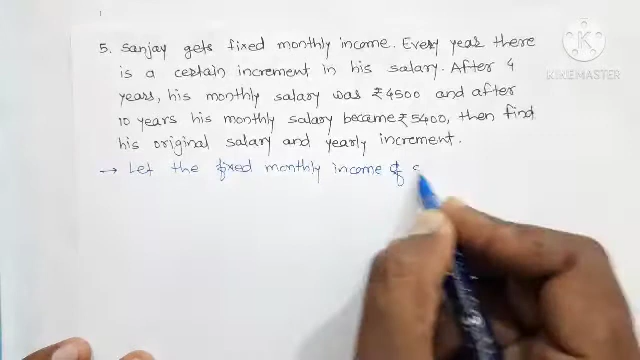 5. Sanjay gets fixed monthly income. Every year there
is a certain increment in his salary. After 4
years, his monthly salary was ₹4500 and after
10 years his monthly salary became ₹5400, then find
his original salary and yearly increment.
→ Let the fixed monthly income of
KINEMASTER